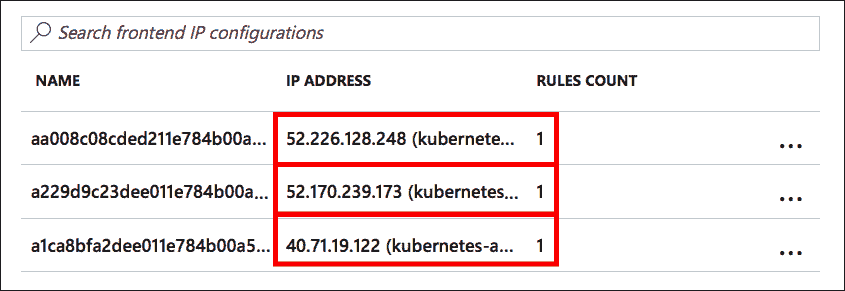 Search frontend IP configurations
NAME IP ADDRESS RULES COUNT
aa008c08cded211e784b00a... 52.226.128.248 (kubernete... 1 ...
a229d9c23dee011e784b00a... 52.170.239.173 (kubernetes... 1 ...
a1ca8bfa2dee011e784b00a5... 40.71.19.122 (kubernetes-a... 1 ...